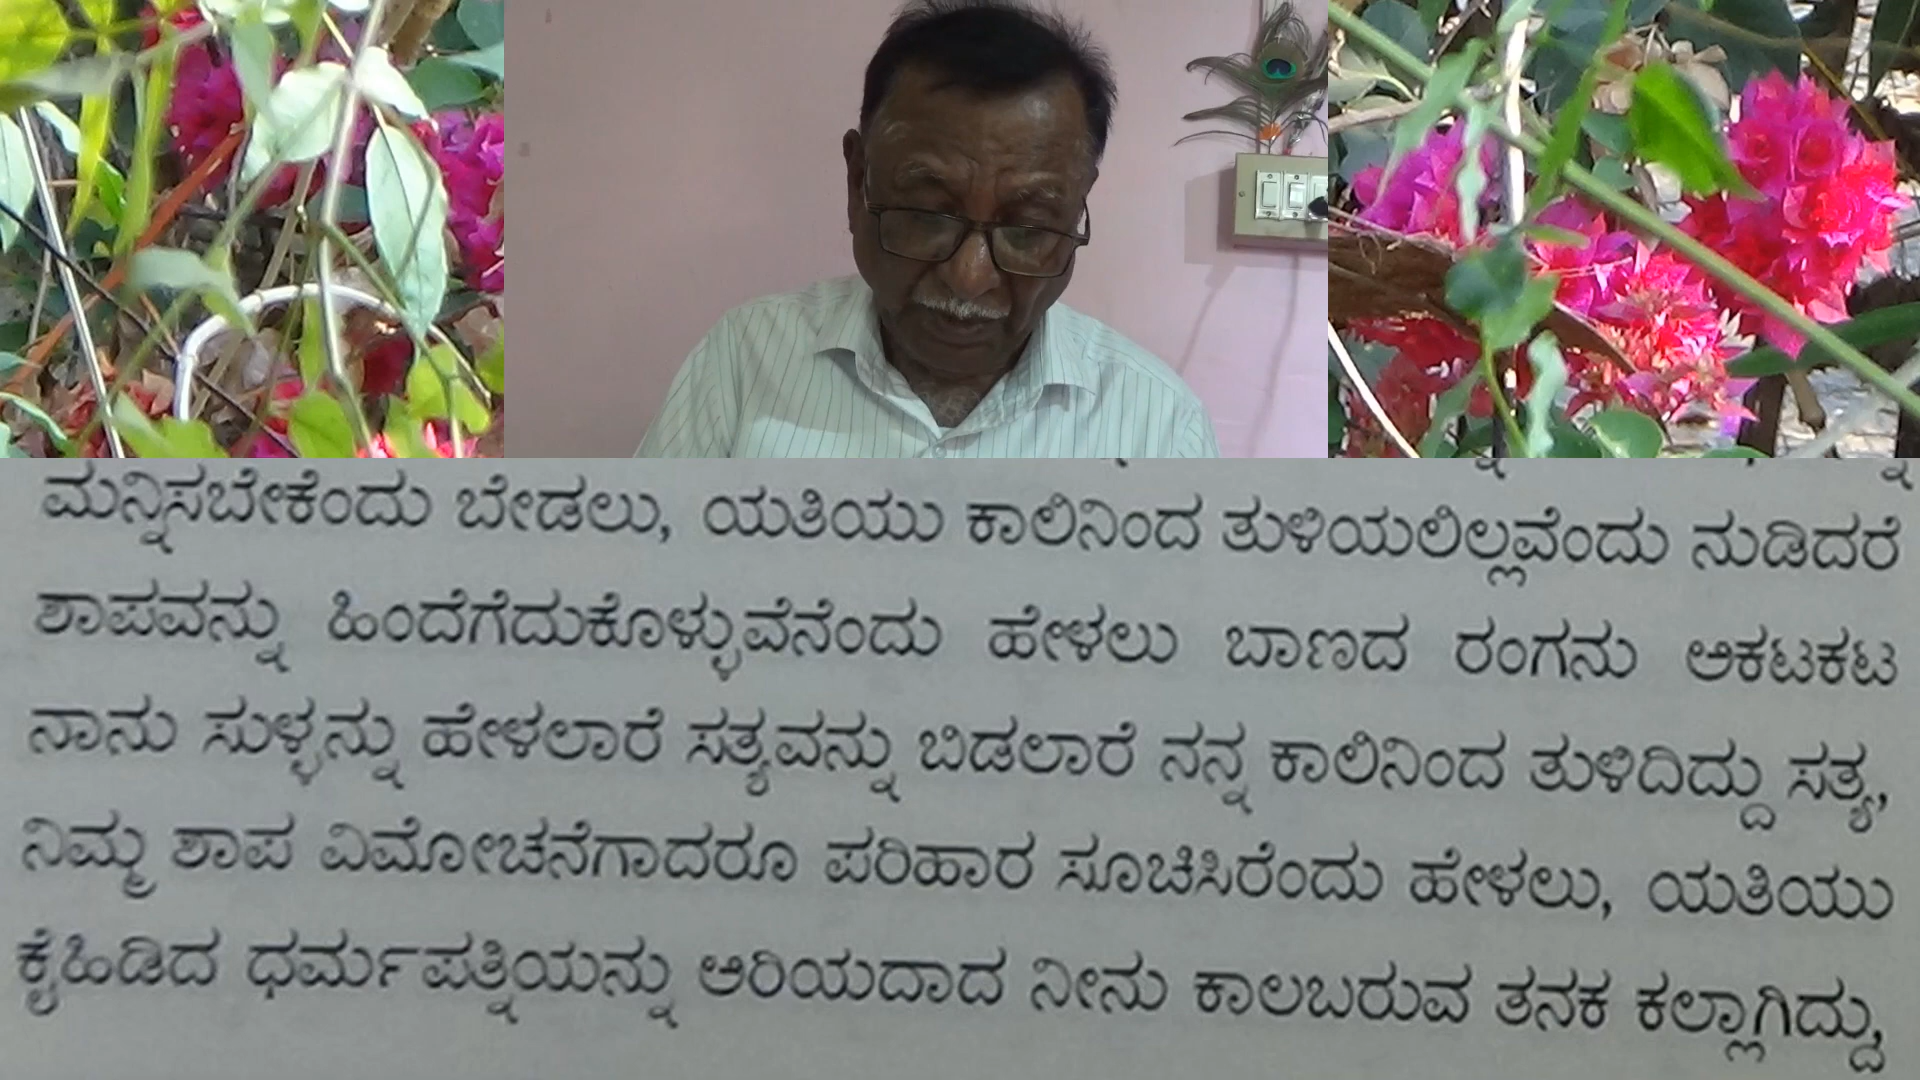 ಮನ್ನಿಸಬೇಕೆಂದು ಬೇಡಲು, ಯತಿಯು ಕಾಲಿನಿಂದ ತುಳಿಯಲಿಲ್ಲವೆಂದು ನುಡಿದರೆ
ಶಾಪವನ್ನು ಹಿಂದೆಗೆದುಕೊಳ್ಳುವೆನೆಂದು ಹೇಳಲು ಬಾಣದ ರಂಗನು ಅಕಟಕಟ
ನಾನು ಸುಳ್ಳನ್ನು ಹೇಳಲಾರೆ ಸತ್ಯವನ್ನು ಬಿಡಲಾರೆ ನನ್ನ ಕಾಲಿನಿಂದ ತುಳಿದಿದ್ದು ಸತ್ಯ,
ನಿಮ್ಮ ಶಾಪ ವಿಮೋಚನೆಗಾದರೂ ಪರಿಹಾರ ಸೂಚಿಸಿರೆಂದು ಹೇಳಲು, ಯತಿಯು
ಕೈಹಿಡಿದ ಧರ್ಮಪತ್ನಿಯನ್ನು ಅರಿಯದಾದ ನೀನು ಕಾಲಬರುವ ತನಕ ಕಲ್ಲಾಗಿದ್ದು,